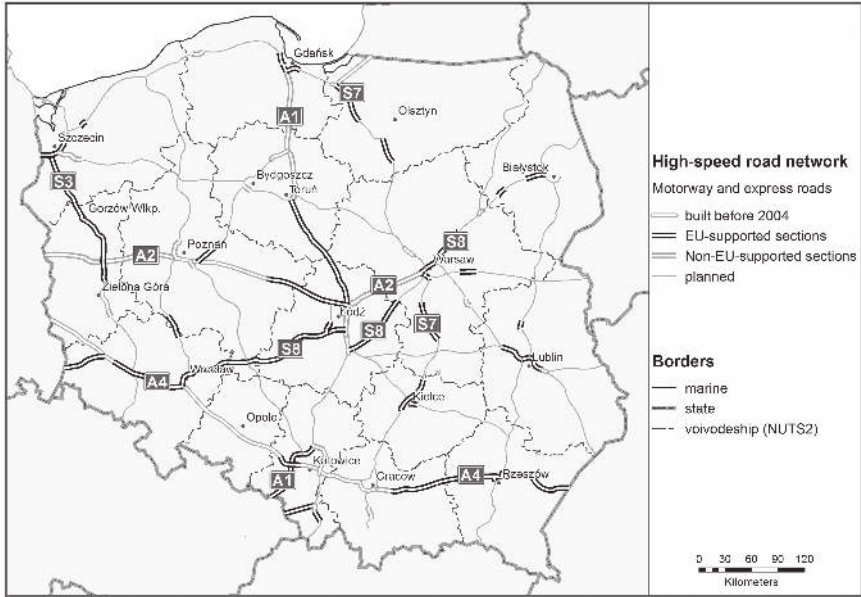 Gdańsk
S7
Olsztyn
A1
Szczecin
Białystok
Bydgoszcz
Toruń
S3
Gorzów Wlkp.
S8
Poznań
A2
Warsaw
A2
Zielona Góra
Łódź
S8
S7
S8
Lublin
Wrocław
A4
Kielce
Opole
Katowice
A1
Cracow
A4
Rzeszów
High-speed road network
Motorway and express roads
built before 2004
EU-supported sections
Non-EU-supported sections
planned
Borders
marine
state
voivodeship (NUTS2)
0 30 60 90 120
Kilometers